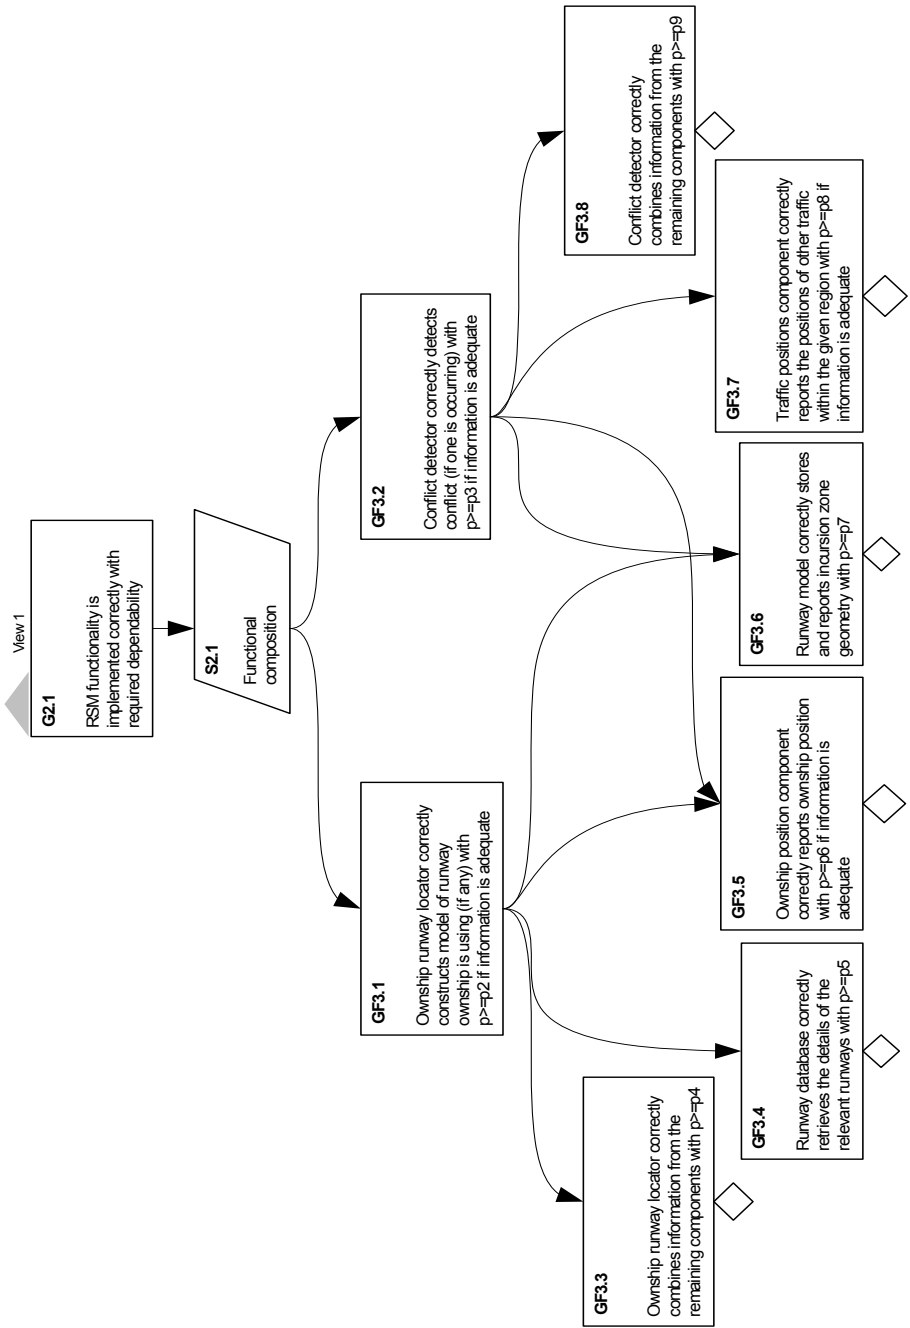 View 1
G2.1
RSM functionality is
implemented correctly with
required dependability
S2.1
Functional
composition
GF3.1
Ownship runway locator correctly
constructs model of runway
ownship is using (if any) with
p>=p2 if information is adequate
GF3.2
Conflict detector correctly detects
conflict (if one is occurring) with
p>=p3 if information is adequate
GF3.3
Ownship runway locator correctly
combines information from the
remaining components with p>=p4
GF3.4
Runway database correctly
retrieves the details of the
relevant runways with p>=p5
GF3.5
Ownship position component
correctly reports ownship position
with p>=p6 if information is
adequate
GF3.6
Runway model correctly stores
and reports incursion zone
geometry with p>=p7
GF3.7
Traffic positions component correctly
reports the positions of other traffic
within the given region with p>=p8 if
information is adequate
GF3.8
Conflict detector correctly
combines information from the
remaining components with p>=p9